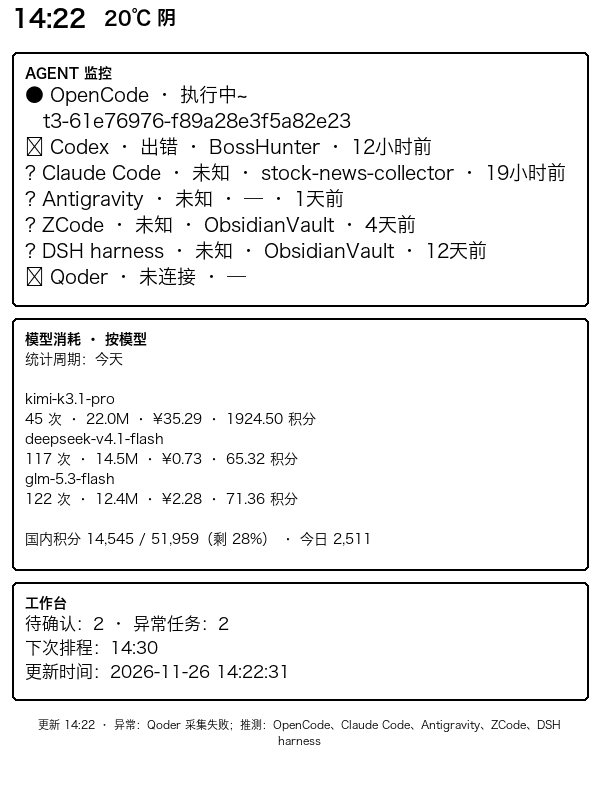 14:22 20℃ 阴
AGENT 监控
● OpenCode · 执行中~
t3-61e76976-f89a28e3f5a82e23
☒ Codex · 出错 · BossHunter · 12小时前
? Claude Code · 未知 · stock-news-collector · 19小时前
? Antigravity · 未知 · — · 1天前
? ZCode · 未知 · ObsidianVault · 4天前
? DSH harness · 未知 · ObsidianVault · 12天前
☒ Qoder · 未连接 · —
模型消耗 · 按模型
统计周期：今天
kimi-k3.1-pro
45 次 · 22.0M · ¥35.29 · 1924.50 积分
deepseek-v4.1-flash
117 次 · 14.5M · ¥0.73 · 65.32 积分
glm-5.3-flash
122 次 · 12.4M · ¥2.28 · 71.36 积分
国内积分 14,545 / 51,959（剩 28%） · 今日 2,511
工作台
待确认：2 · 异常任务：2
下次排程：14:30
更新时间：2026-11-26 14:22:31
更新 14:22 · 异常：Qoder 采集失败；推测：OpenCode、Claude Code、Antigravity、ZCode、DSH
harness